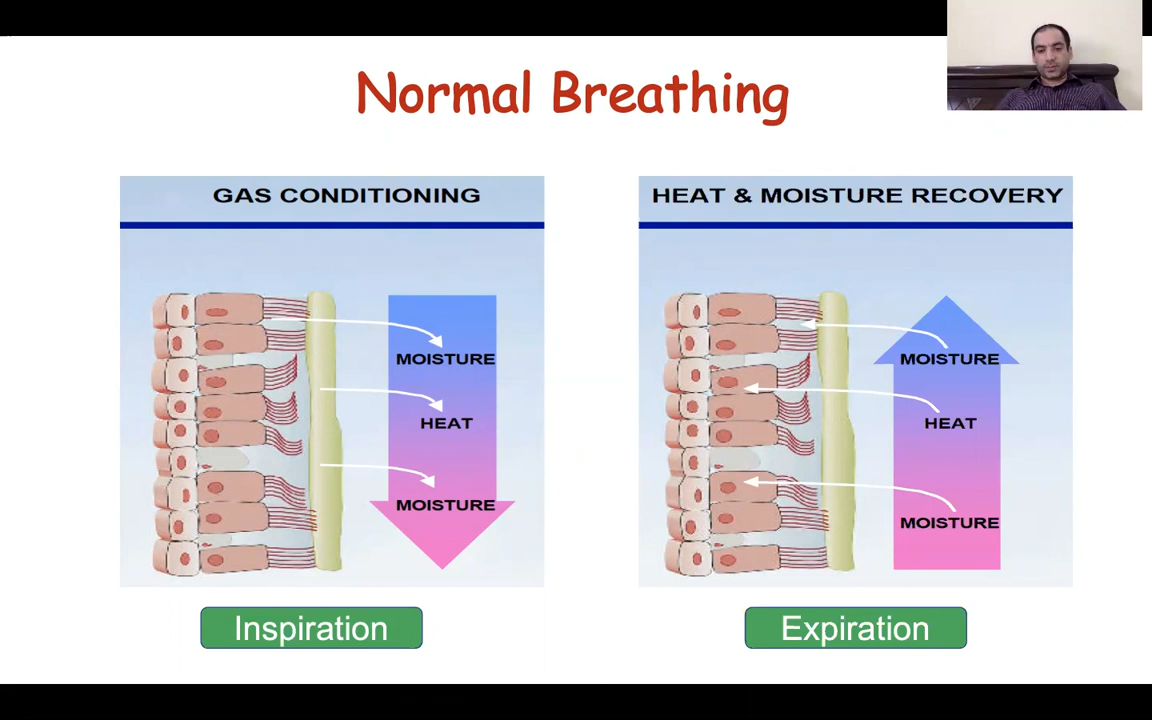 Normal Breathing
GAS CONDITIONING
MOISTURE
HEAT
MOISTURE
Inspiration
HEAT & MOISTURE RECOVERY
MOISTURE
HEAT
MOISTURE
Expiration